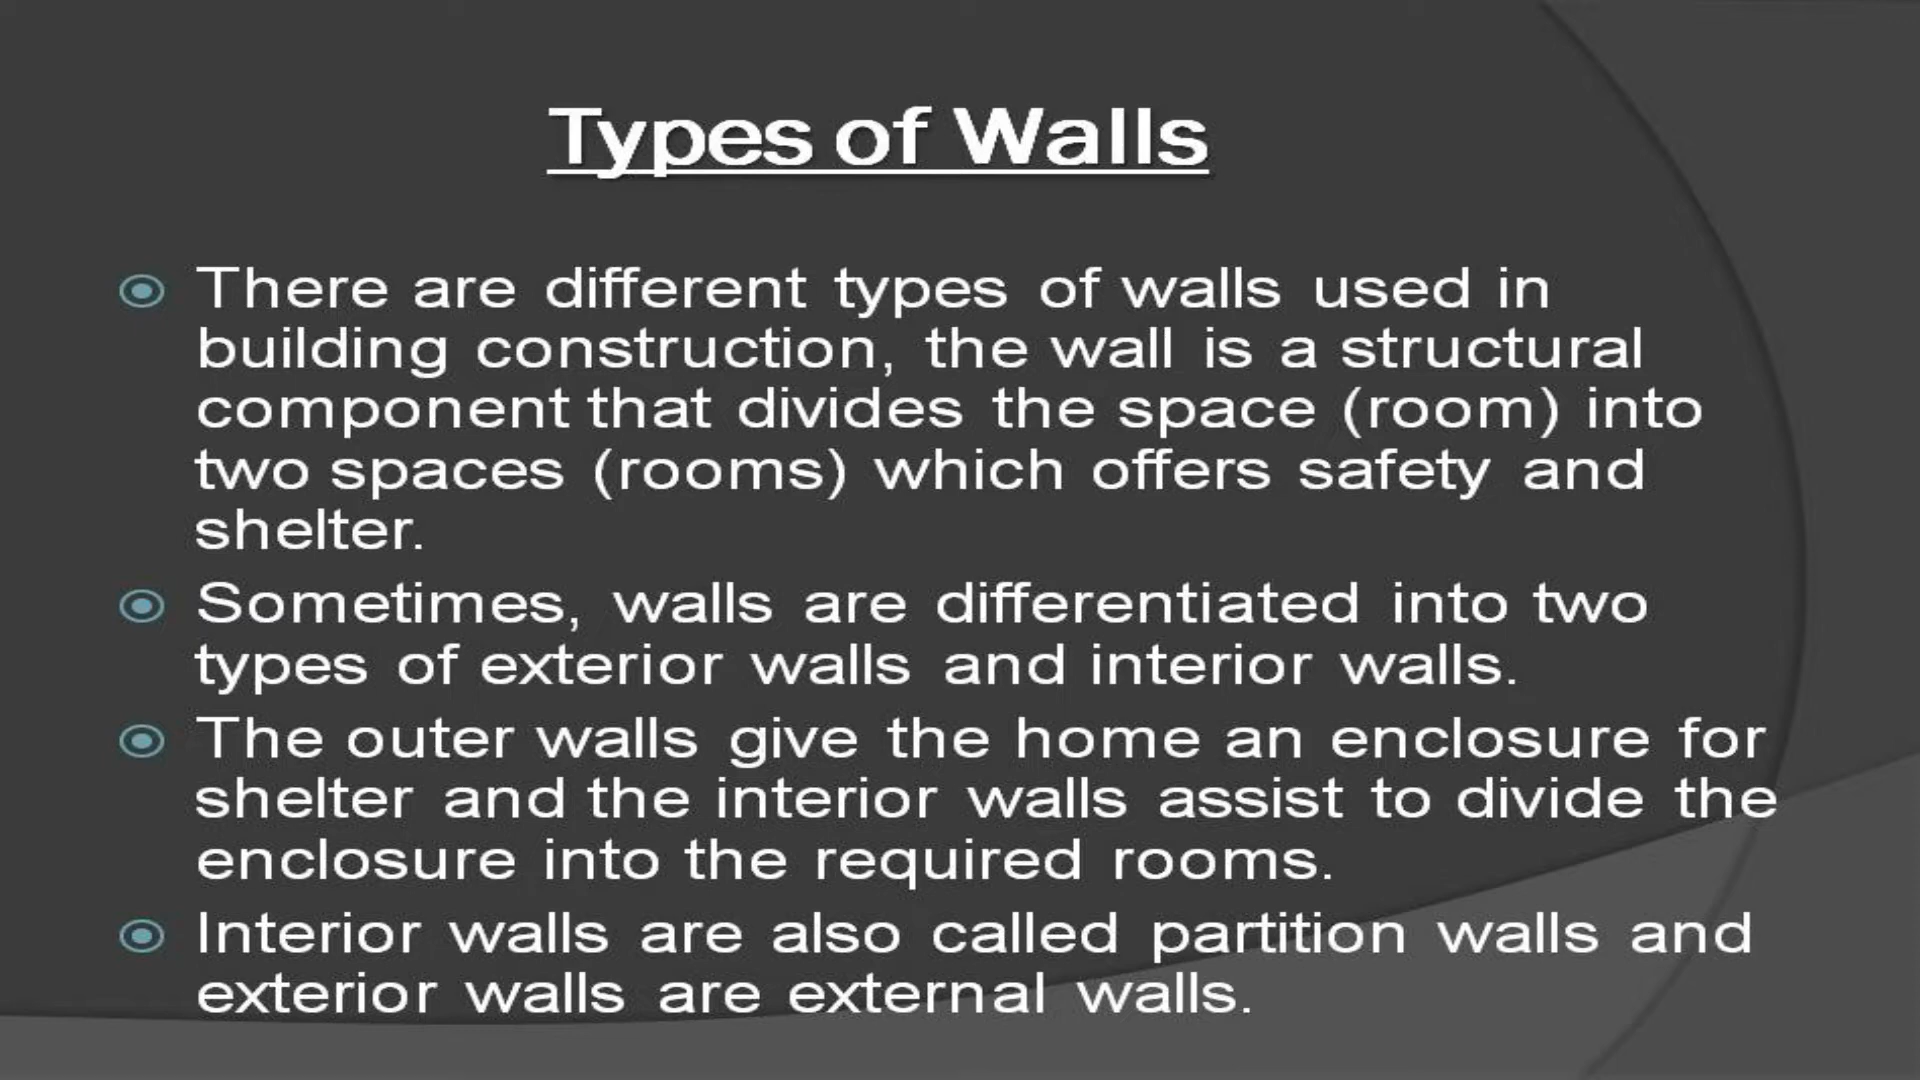 Types of Walls
There are different types of walls used in
building construction, the wall is a structural
component that divides the space (room) into
two spaces (rooms) which offers safety and
shelter.
Sometimes, walls are differentiated into two
types of exterior walls and interior walls.
The outer walls give the home an enclosure for
shelter and the interior walls assist to divide the
enclosure into the required rooms.
Interior walls are also called partition walls and
exterior walls are external walls.